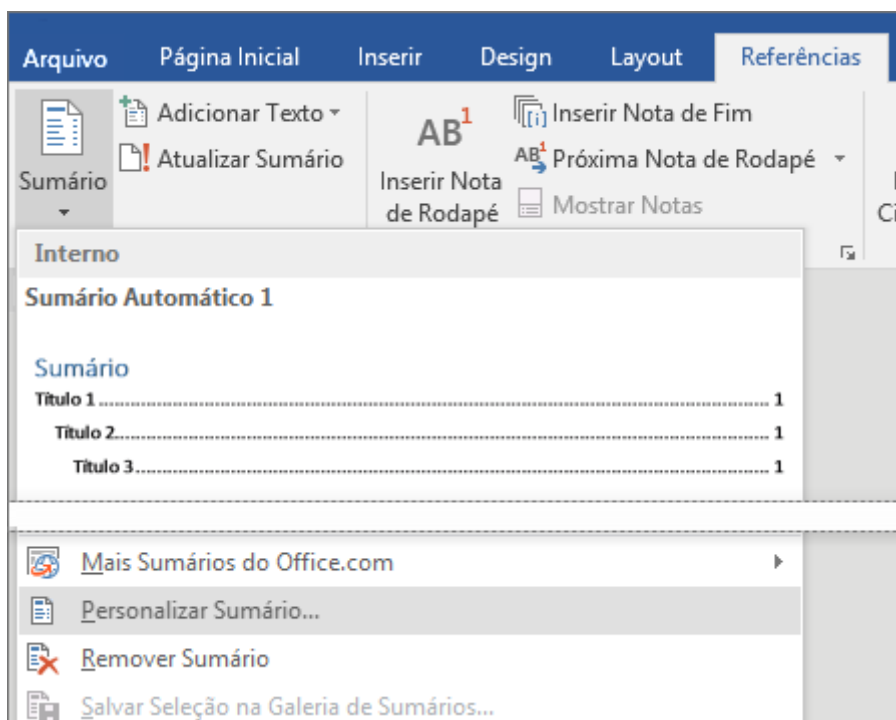 Arquivo Página Inicial Inserir Design Layout Referências
Adicionar Texto
Atualizar Sumário
Sumário
AB1
Inserir Nota
de Rodapé
[i] Inserir Nota de Fim
AB1 Próxima Nota de Rodapé
Mostrar Notas
Interno
Sumário Automático 1
Sumário
Título 1 ........ 1
Título 2 ........ 1
Título 3 ........ 1
Mais Sumários do Office.com
Personalizar Sumário...
Remover Sumário
Salvar Seleção na Galeria de Sumários...